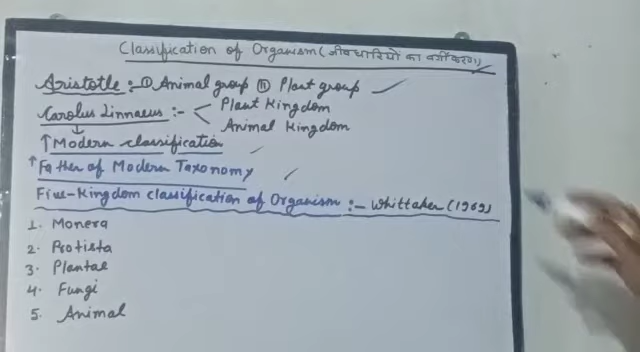 Classification of Organism (जीवधारियों का वर्गीकरण)
Aristotle :- ① Animal group ② Plant group
Carolus Linnaeus :- < Plant Kingdom
Animal Kingdom
↑ Modern classification
↑ Father of Modern Taxonomy
Five-Kingdom classification of Organism :- Whittaker (1969)
1. Monera
2. Protista
3. Plantae
4. Fungi
5. Animal